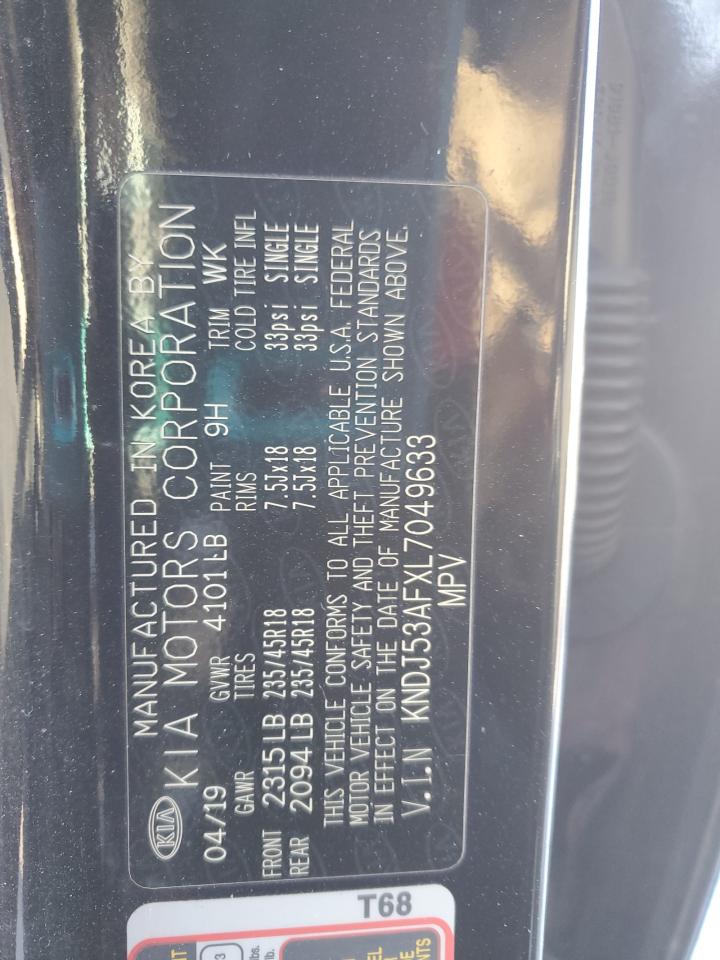 MANUFACTURED IN KOREA BY
KIA KIA MOTORS CORPORATION
04/19 GVWR 4101LB PAINT 9H TRIM WK
GAWR TIRES RIMS COLD TIRE INFL
FRONT 2315LB 235/45R18 7.5Jx18 33psi SINGLE
REAR 2094LB 235/45R18 7.5Jx18 33psi SINGLE
THIS VEHICLE CONFORMS TO ALL APPLICABLE U.S.A. FEDERAL
MOTOR VEHICLE SAFETY AND THEFT PREVENTION STANDARDS
IN EFFECT ON THE DATE OF MANUFACTURE SHOWN ABOVE.
V.I.N KNDJ53AFXL7049633
MPV
T68
3
lbs.
lb.